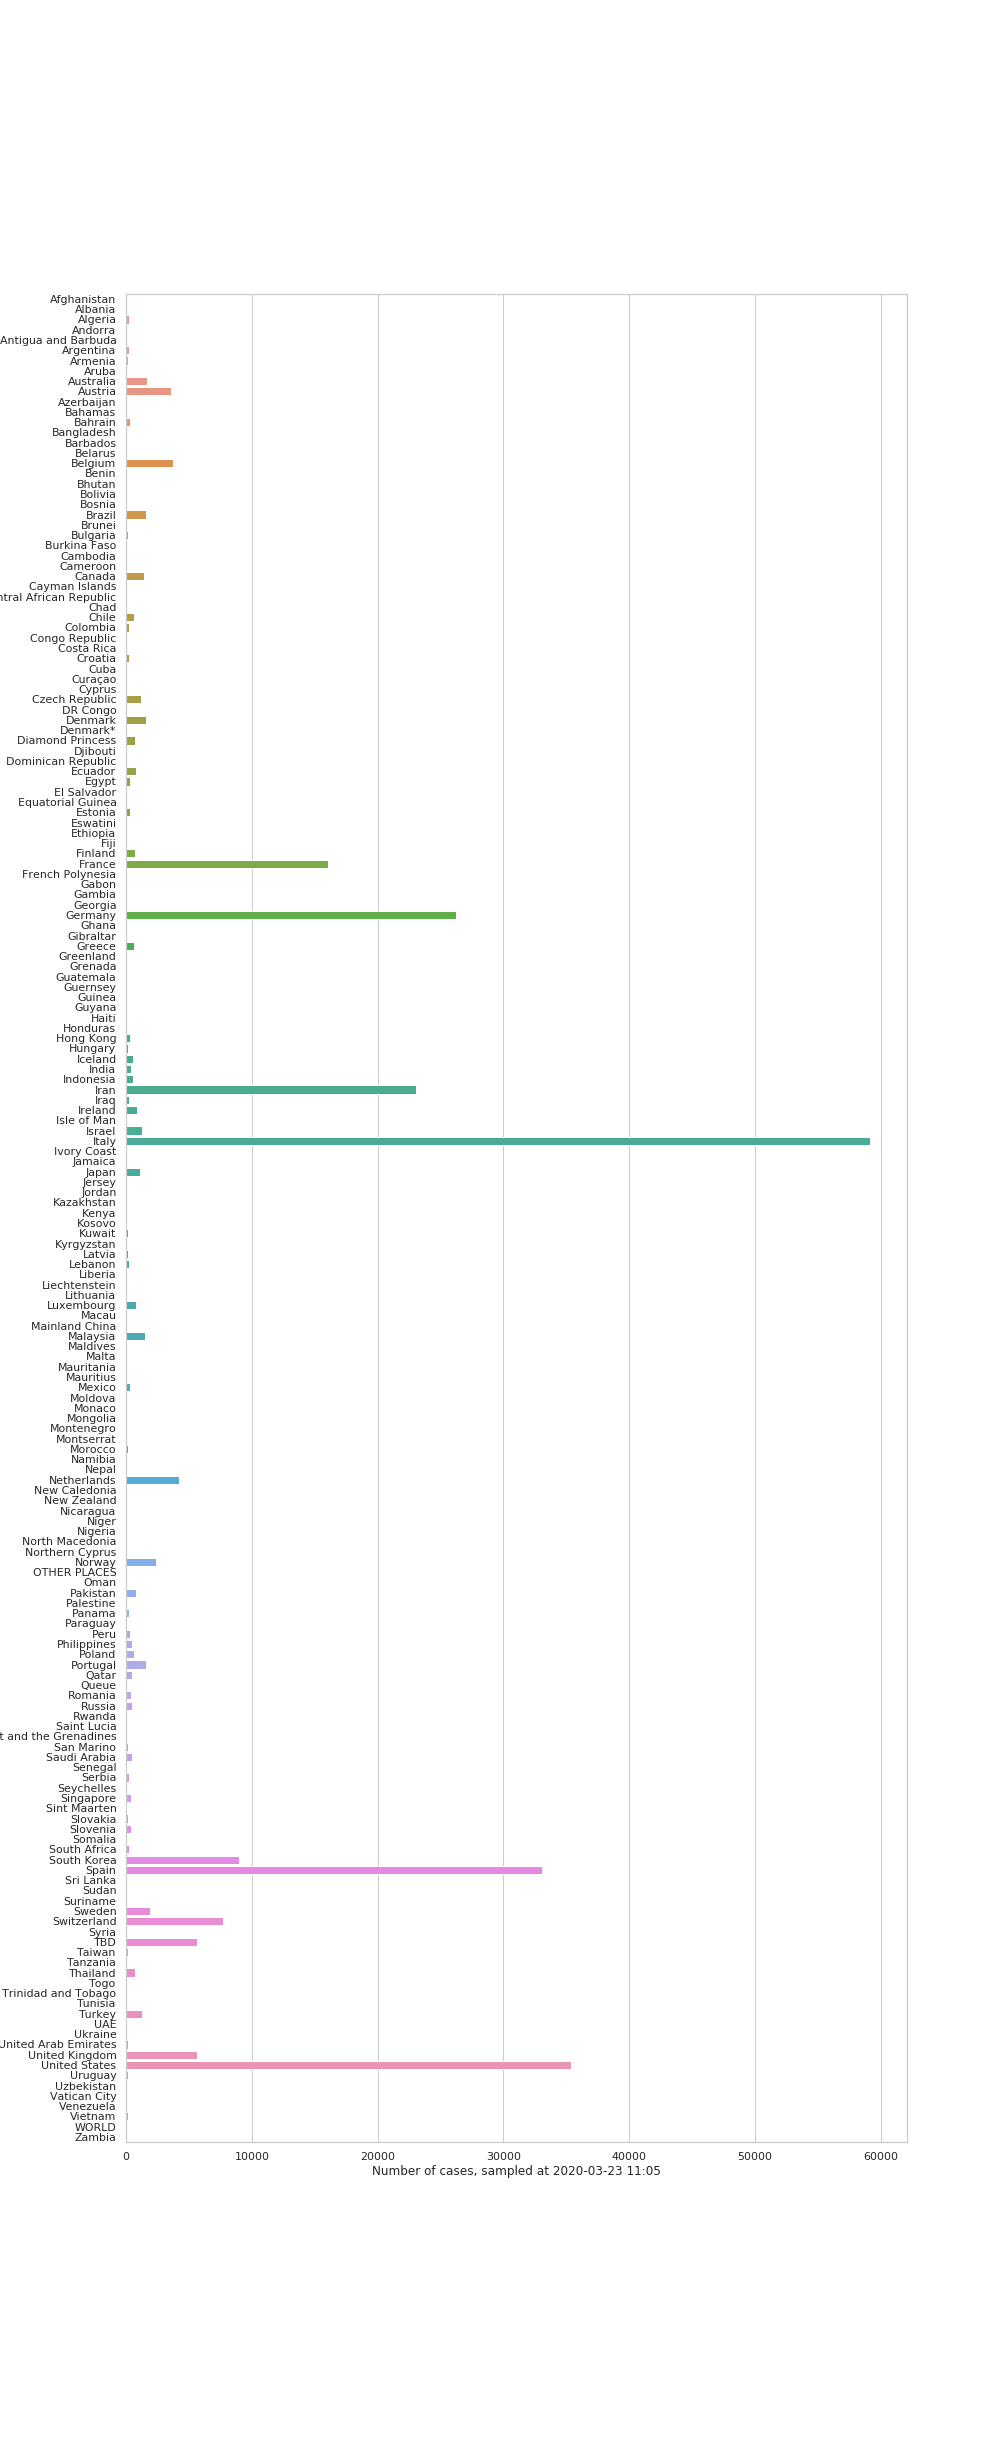 Afghanistan
Albania
Algeria
Andorra
Antigua and Barbuda
Argentina
Armenia
Aruba
Australia
Austria
Azerbaijan
Bahamas
Bahrain
Bangladesh
Barbados
Belarus
Belgium
Benin
Bhutan
Bolivia
Bosnia
Brazil
Brunei
Bulgaria
Burkina Faso
Cambodia
Cameroon
Canada
Cayman Islands
ntral African Republic
Chad
Chile
Colombia
Congo Republic
Costa Rica
Croatia
Cuba
Curaçao
Cyprus
Czech Republic
DR Congo
Denmark
Denmark*
Diamond Princess
Djibouti
Dominican Republic
Ecuador
Egypt
El Salvador
Equatorial Guinea
Estonia
Eswatini
Ethiopia
Fiji
Finland
France
French Polynesia
Gabon
Gambia
Georgia
Germany
Ghana
Gibraltar
Greece
Greenland
Grenada
Guatemala
Guernsey
Guinea
Guyana
Haiti
Honduras
Hong Kong
Hungary
Iceland
India
Indonesia
Iran
Iraq
Ireland
Isle of Man
Israel
Italy
Ivory Coast
Jamaica
Japan
Jersey
Jordan
Kazakhstan
Kenya
Kosovo
Kuwait
Kyrgyzstan
Latvia
Lebanon
Liberia
Liechtenstein
Lithuania
Luxembourg
Macau
Mainland China
Malaysia
Maldives
Malta
Mauritania
Mauritius
Mexico
Moldova
Monaco
Mongolia
Montenegro
Montserrat
Morocco
Namibia
Nepal
Netherlands
New Caledonia
New Zealand
Nicaragua
Niger
Nigeria
North Macedonia
Northern Cyprus
Norway
OTHER PLACES
Oman
Pakistan
Palestine
Panama
Paraguay
Peru
Philippines
Poland
Portugal
Qatar
Queue
Romania
Russia
Rwanda
Saint Lucia
t and the Grenadines
San Marino
Saudi Arabia
Senegal
Serbia
Seychelles
Singapore
Sint Maarten
Slovakia
Slovenia
Somalia
South Africa
South Korea
Spain
Sri Lanka
Sudan
Suriname
Sweden
Switzerland
Syria
TBD
Taiwan
Tanzania
Thailand
Togo
Trinidad and Tobago
Tunisia
Turkey
UAE
Ukraine
United Arab Emirates
United Kingdom
United States
Uruguay
Uzbekistan
Vatican City
Venezuela
Vietnam
WORLD
Zambia
0 10000 20000 30000 40000 50000 60000
Number of cases, sampled at 2020-03-23 11:05